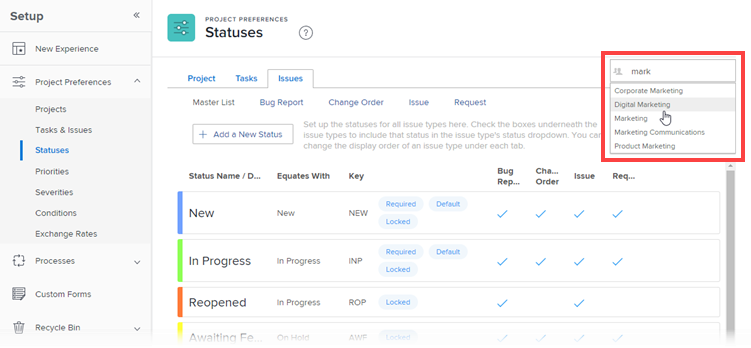 Setup
«
New Experience
Project Preferences
Projects
Tasks & Issues
Statuses
Priorities
Severities
Conditions
Exchange Rates
Processes
Custom Forms
Recycle Bin
PROJECT PREFERENCES
Statuses ?
mark
Corporate Marketing
Digital Marketing
Marketing
Marketing Communications
Product Marketing
Project Tasks Issues
Master List Bug Report Change Order Issue Request
+ Add a New Status
Set up the statuses for all issue types here. Check the boxes underneath the
issue types to include that status in the issue type's status dropdown. You can
change the display order of an issue type under each tab.
Status Name / D... Equates With Key Bug Rep... Cha... Order Issue Req...
New New NEW Required Default
Locked
In Progress In Progress INP Required Default
Locked
Reopened In Progress ROP Locked
Awaiting Fe... On Hold AWF